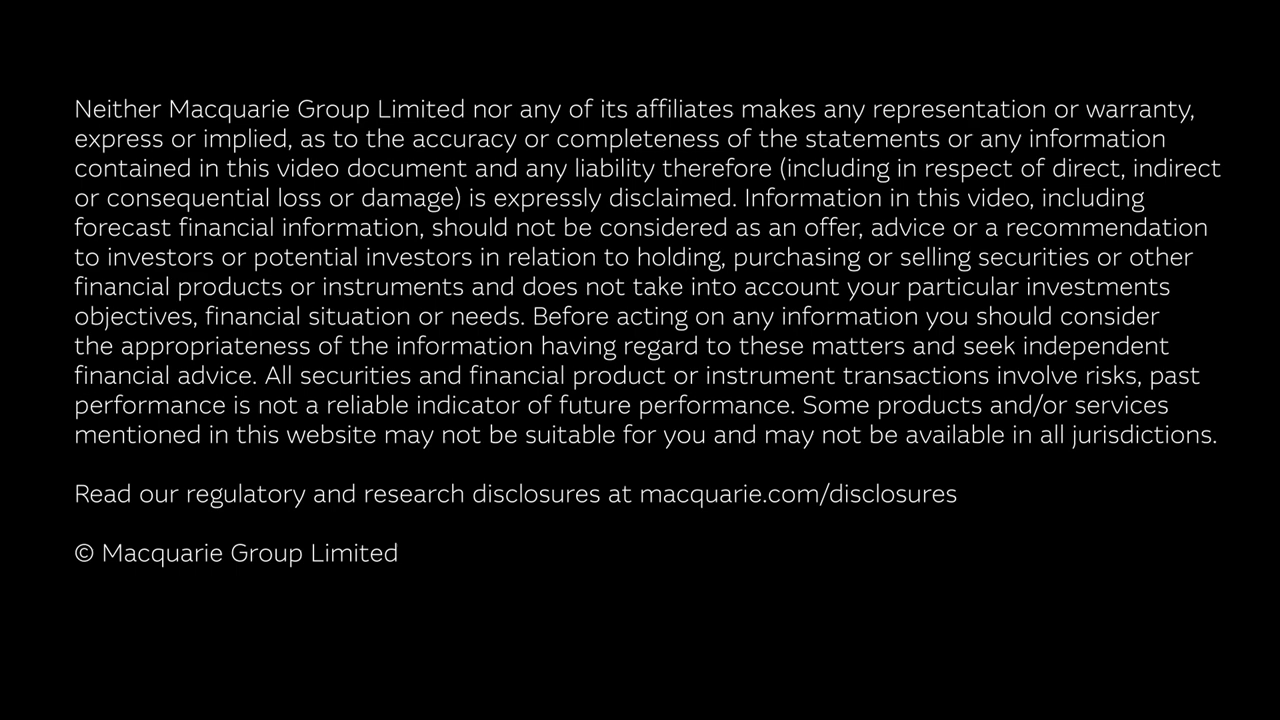 Neither Macquarie Group Limited nor any of its affiliates makes any representation or warranty,
express or implied, as to the accuracy or completeness of the statements or any information
contained in this video document and any liability therefore (including in respect of direct, indirect
or consequential loss or damage) is expressly disclaimed. Information in this video, including
forecast financial information, should not be considered as an offer, advice or a recommendation
to investors or potential investors in relation to holding, purchasing or selling securities or other
financial products or instruments and does not take into account your particular investments
objectives, financial situation or needs. Before acting on any information you should consider
the appropriateness of the information having regard to these matters and seek independent
financial advice. All securities and financial product or instrument transactions involve risks, past
performance is not a reliable indicator of future performance. Some products and/or services
mentioned in this website may not be suitable for you and may not be available in all jurisdictions.
Read our regulatory and research disclosures at macquarie.com/disclosures
© Macquarie Group Limited